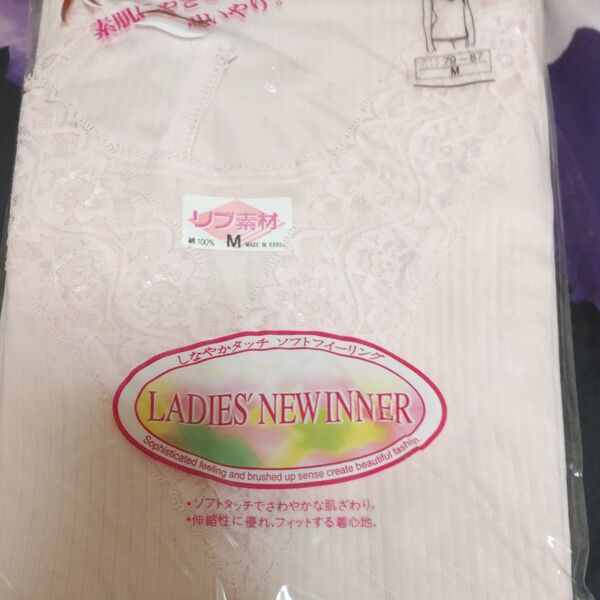 素肌に
思いやり。
79-87
M
リブ素材
綿100% M MADE IN KOREA
しなやかタッチ ソフトフィーリング
LADIES' NEW INNER
Sophisticated feeling and brushed up sense create beautiful fashion.
・ソフトタッチでさわやかな肌ざわり。
・伸縮性に優れ、フィットする着心地。